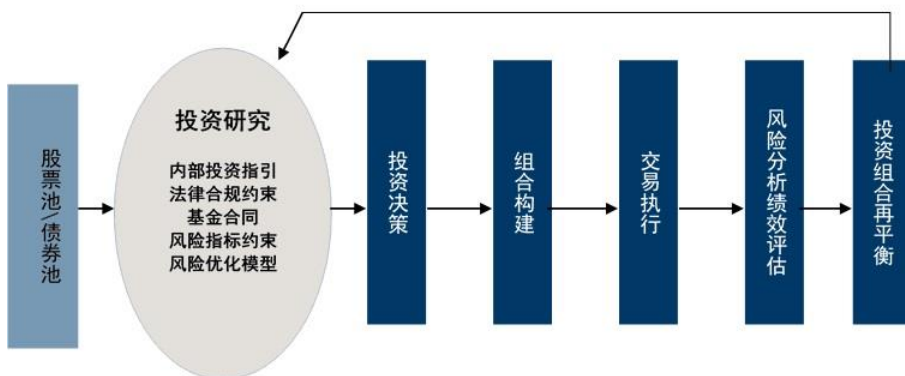 股票池\债券池
投资研究
内部投资指引
法律合规约束
基金合同
风险指标约束
风险优化模型
投资决策
组合构建
交易执行
风险分析绩效评估
投资组合再平衡